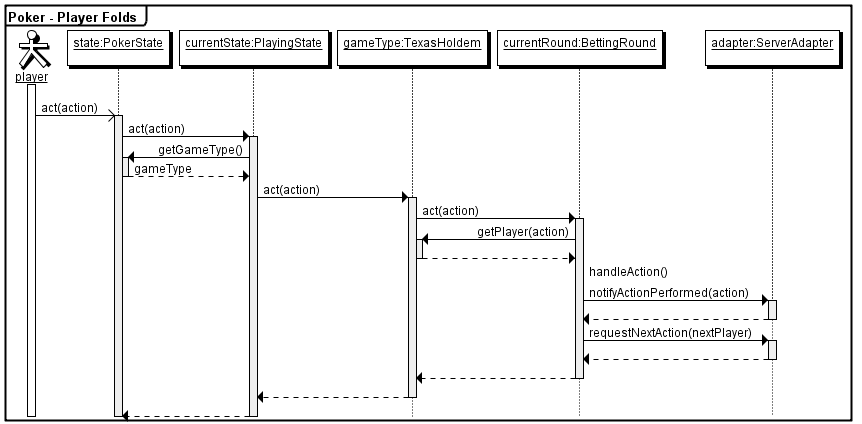 Poker - Player Folds
state:PokerState
currentState:PlayingState
gameType:TexasHoldem
currentRound:BettingRound
adapter:ServerAdapter
player
act(action)
act(action)
getGameType()
gameType
act(action)
act(action)
getPlayer(action)
handleAction()
notifyActionPerformed(action)
requestNextAction(nextPlayer)